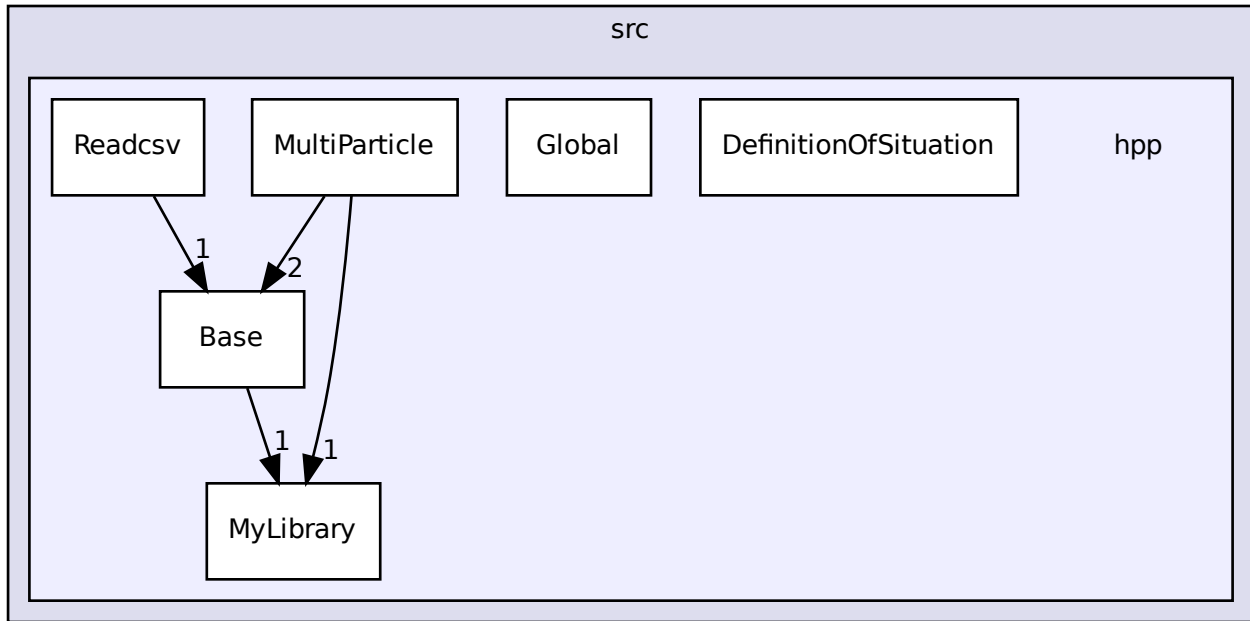 src
Readcsv
MultiParticle
Global
DefinitionOfSituation
hpp
1
2
Base
1
1
MyLibrary